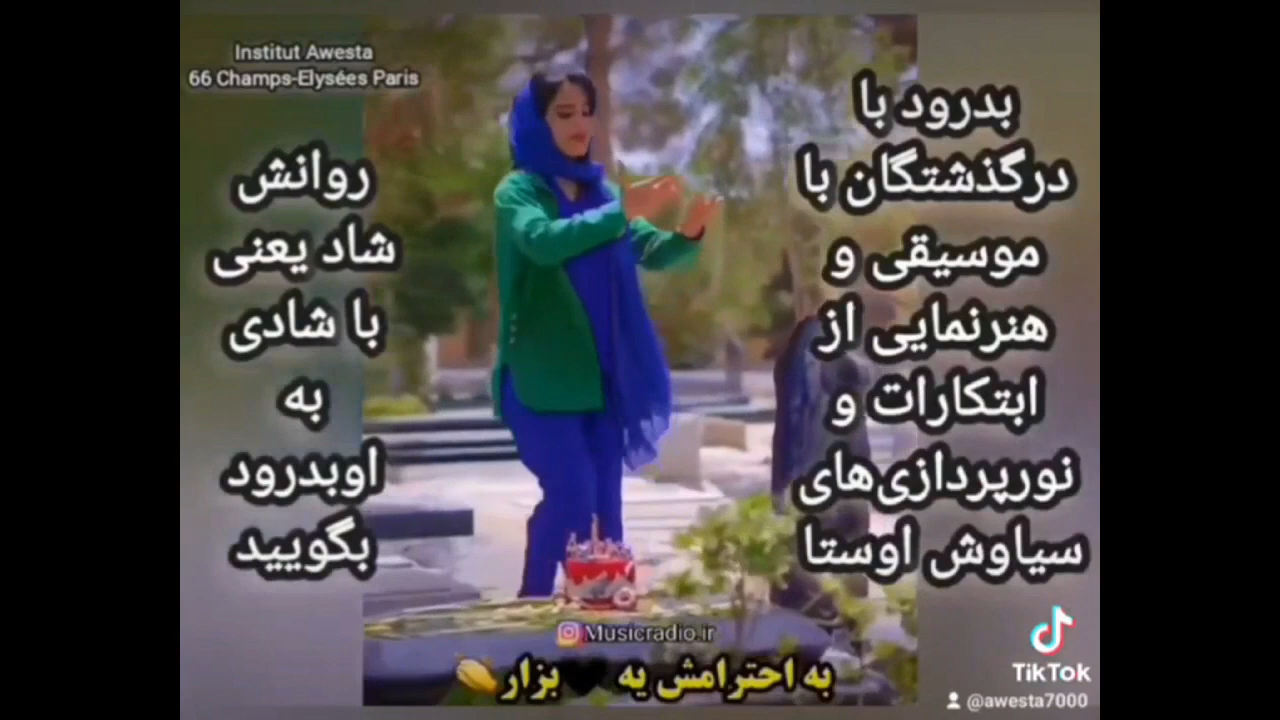 Institut Awesta
66 Champs-Elysées Paris
بدرود با
درگذشتگان با
موسیقی و
هنرنمایی از
ابتکارات و
نورپردازی‌های
سیاوش اوستا
روانش
شاد یعنی
با شادی
به
اوبدرود
بگویید
Musicradio.ir
به احترامش یه 🖤 بزار
TikTok
@awesta7000